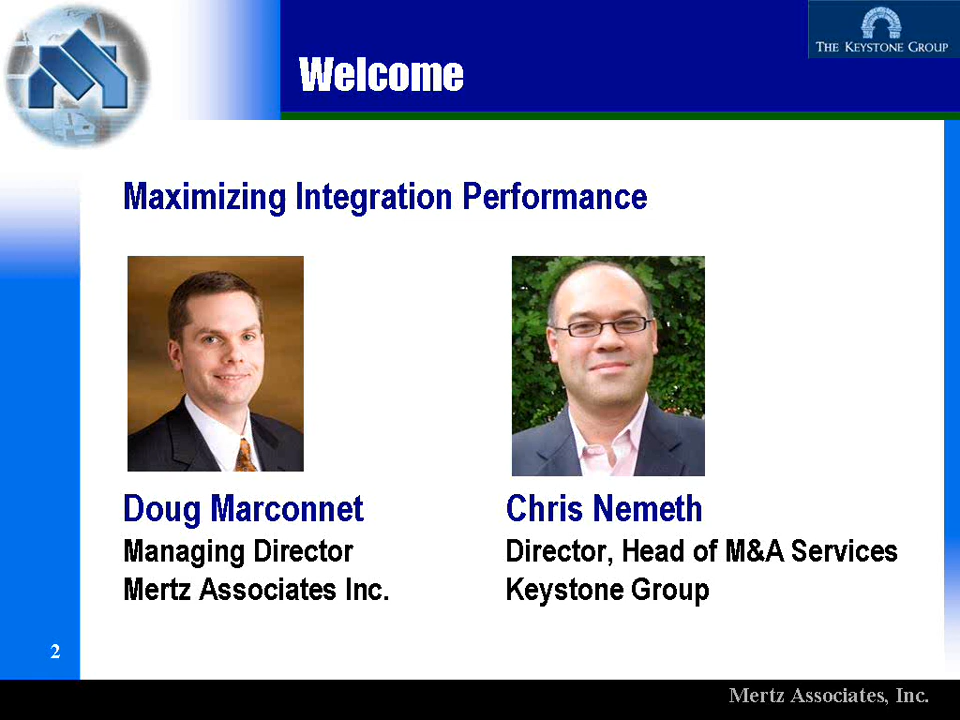 THE KEYSTONE GROUP
Welcome
Maximizing Integration Performance
Doug Marconnet
Managing Director
Mertz Associates Inc.
Chris Nemeth
Director, Head of M&A Services
Keystone Group
2
Mertz Associates, Inc.